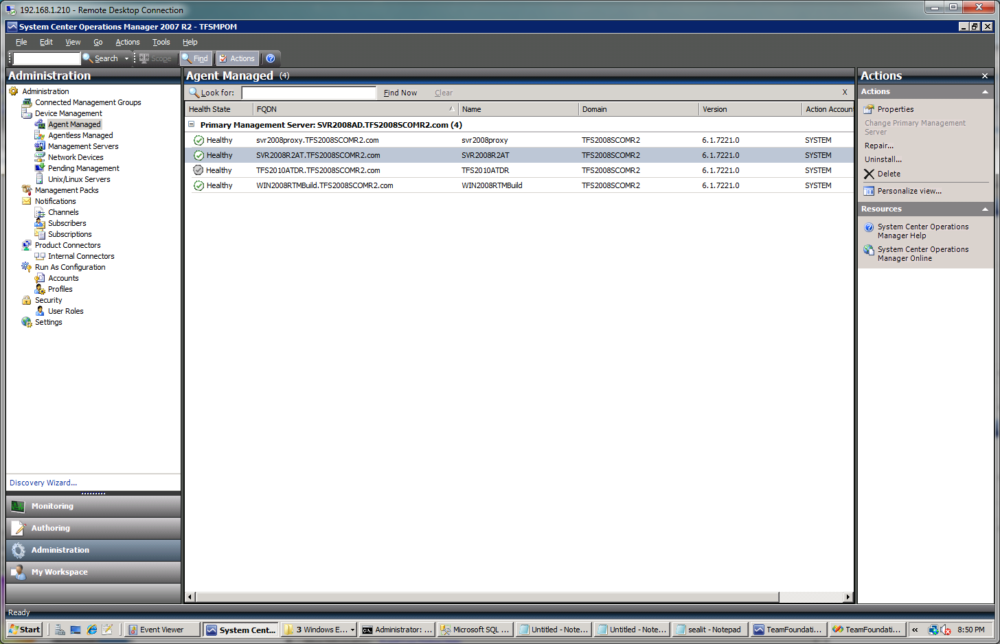 192.168.1.210 - Remote Desktop Connection
System Center Operations Manager 2007 R2 - TFSMPOM
File Edit View Go Actions Tools Help
Search Scope Find Actions
Administration
Administration
Connected Management Groups
Device Management
Agent Managed
Agentless Managed
Management Servers
Network Devices
Pending Management
Unix/Linux Servers
Management Packs
Notifications
Channels
Subscribers
Subscriptions
Product Connectors
Internal Connectors
Run As Configuration
Accounts
Profiles
Security
User Roles
Settings
Discovery Wizard...
Monitoring
Authoring
Administration
My Workspace
Agent Managed (4)
Look for: Find Now Clear X
Health State FQDN Name Domain Version Action Account
Primary Management Server: SVR2008AD.TFS2008SCOMR2.com (4)
Healthy svr2008proxy.TFS2008SCOMR2.com svr2008proxy TFS2008SCOMR2 6.1.7221.0 SYSTEM
Healthy SVR2008R2AT.TFS2008SCOMR2.com SVR2008R2AT TFS2008SCOMR2 6.1.7221.0 SYSTEM
Healthy TFS2010ATDR.TFS2008SCOMR2.com TFS2010ATDR TFS2008SCOMR2 6.1.7221.0 SYSTEM
Healthy WIN2008RTMBuild.TFS2008SCOMR2.com WIN2008RTMBuild TFS2008SCOMR2 6.1.7221.0 SYSTEM
Actions
Actions
Properties
Change Primary Management
Server
Repair...
Uninstall...
Delete
Personalize view...
Resources
System Center Operations
Manager Help
System Center Operations
Manager Online
Ready
Start Event Viewer System Cent... 3 Windows E... Administrator: ... Microsoft SQL ... Untitled - Note... Untitled - Note... sealit - Notepad TeamFoundati... TeamFoundati... « 8:50 PM